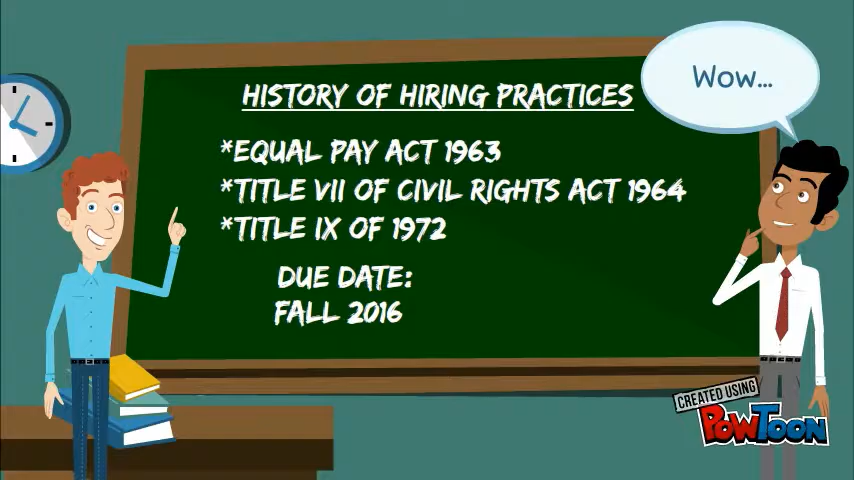 HISTORY OF HIRING PRACTICES
Wow...
*EQUAL PAY ACT 1963
*TITLE VII OF CIVIL RIGHTS ACT 1964
*TITLE IX OF 1972
DUE DATE:
FALL 2016
CREATED USING
POWTOON